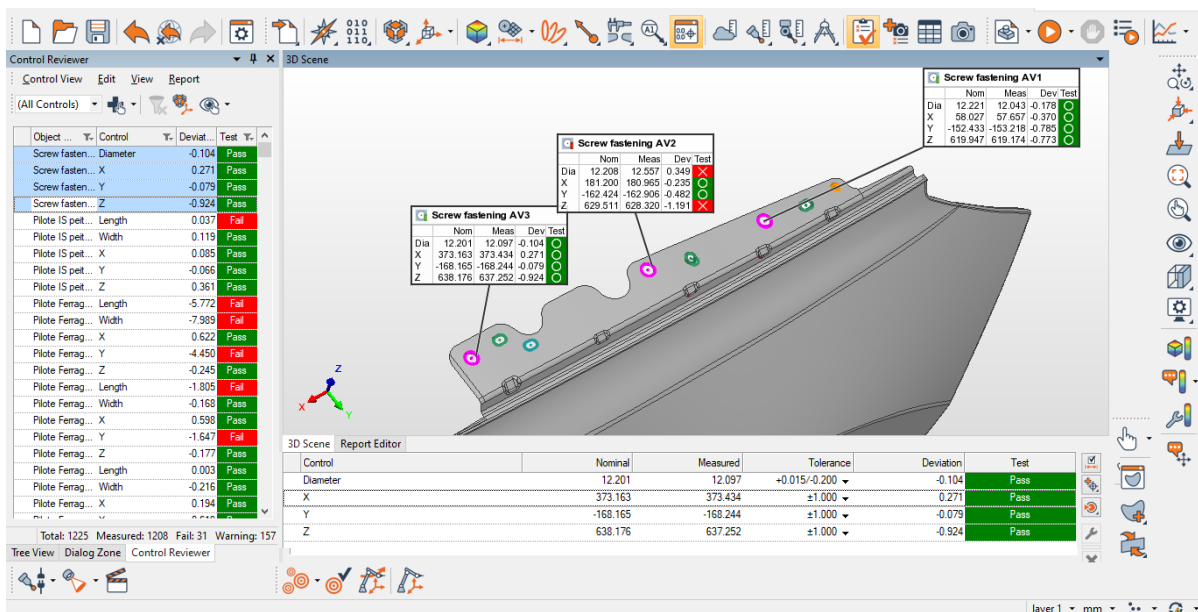 010
111
110
A1
Control Reviewer
Control View Edit View Report
(All Controls)
Object ... Control Deviat... Test
Screw fasten... Diameter -0.104 Pass
Screw fasten... X 0.271 Pass
Screw fasten... Y -0.079 Pass
Screw fasten... Z -0.924 Pass
Pilote IS peit... Length 0.037 Fail
Pilote IS peit... Width 0.119 Pass
Pilote IS peit... X 0.085 Pass
Pilote IS peit... Y -0.066 Pass
Pilote IS peit... Z 0.361 Pass
Pilote Ferrag... Length -5.772 Fail
Pilote Ferrag... Width -7.989 Fail
Pilote Ferrag... X 0.622 Pass
Pilote Ferrag... Y -4.450 Fail
Pilote Ferrag... Z -0.245 Pass
Pilote Ferrag... Length -1.805 Fail
Pilote Ferrag... Width -0.168 Pass
Pilote Ferrag... X 0.598 Pass
Pilote Ferrag... Y -1.647 Fail
Pilote Ferrag... Z -0.177 Pass
Pilote Ferrag... Length 0.003 Pass
Pilote Ferrag... Width -0.216 Pass
Pilote Ferrag... X 0.194 Pass
Total: 1225 Measured: 1208 Fail: 31 Warning: 157
Tree View Dialog Zone Control Reviewer
3D Scene
Screw fastening AV1
Nom Meas Dev Test
Dia 12.221 12.043 -0.178
X 58.027 57.657 -0.370
Y -152.433 -153.218 -0.785
Z 619.947 619.174 -0.773
Screw fastening AV2
Nom Meas Dev Test
Dia 12.208 12.557 0.349
X 181.200 180.965 -0.235
Y -162.424 -162.906 -0.482
Z 629.511 628.320 -1.191
Screw fastening AV3
Nom Meas Dev Test
Dia 12.201 12.097 -0.104
X 373.163 373.434 0.271
Y -168.165 -168.244 -0.079
Z 638.176 637.252 -0.924
Z
X
Y
3D Scene Report Editor
Control Nominal Measured Tolerance Deviation Test
Diameter 12.201 12.097 +0.015/-0.200 -0.104 Pass
X 373.163 373.434 ±1.000 0.271 Pass
Y -168.165 -168.244 ±1.000 -0.079 Pass
Z 638.176 637.252 ±1.000 -0.924 Pass
layer 1 mm